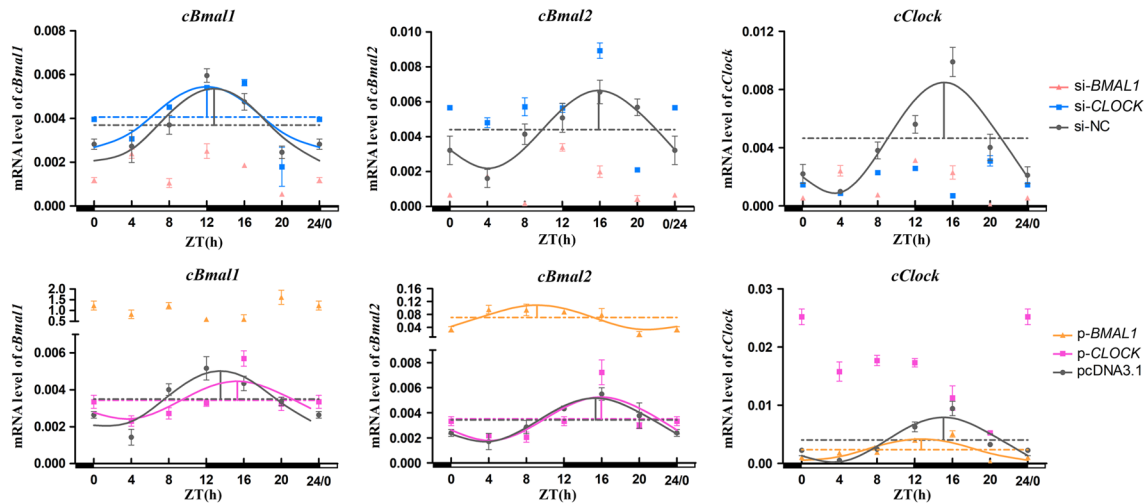 cBmal1
mRNA level of cBmal1
0.008
0.006
0.004
0.002
0.000
0 4 8 12 16 20 24/0
ZT(h)
cBmal2
mRNA level of cBmal2
0.010
0.008
0.006
0.004
0.002
0.000
0 4 8 12 16 20 0/24
ZT(h)
cClock
mRNA level of cClock
0.012
0.008
0.004
0.000
0 4 8 12 16 20 24/0
ZT(h)
si-BMAL1
si-CLOCK
si-NC
cBmal1
mRNA level of cBmal1
2.0
1.5
1.0
0.5
0.006
0.004
0.002
0.000
0 4 8 12 16 20 24/0
ZT(h)
cBmal2
mRNA level of cBmal2
0.16
0.12
0.08
0.04
0.008
0.006
0.004
0.002
0.000
0 4 8 12 16 20 24/0
ZT(h)
cClock
mRNA level of cClock
0.03
0.02
0.01
0.00
0 4 8 12 16 20 24/0
ZT(h)
p-BMAL1
p-CLOCK
pcDNA3.1